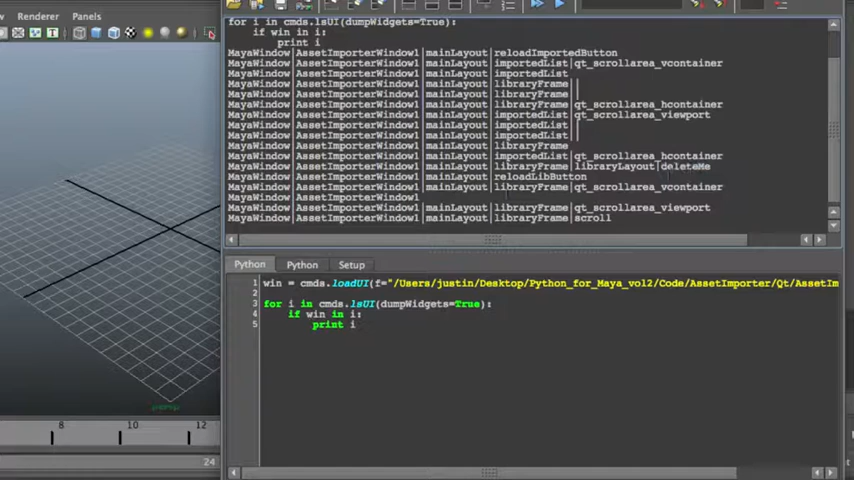 Renderer Panels
for i in cmds.lsUI(dumpWidgets=True):
if win in i:
print i
MayaWindow|AssetImporterWindow1|mainLayout|reloadImportedButton
MayaWindow|AssetImporterWindow1|mainLayout|importedList|qt_scrollarea_vcontainer
MayaWindow|AssetImporterWindow1|mainLayout|importedList
MayaWindow|AssetImporterWindow1|mainLayout|libraryFrame||
MayaWindow|AssetImporterWindow1|mainLayout|libraryFrame|
MayaWindow|AssetImporterWindow1|mainLayout|libraryFrame|qt_scrollarea_hcontainer
MayaWindow|AssetImporterWindow1|mainLayout|importedList|qt_scrollarea_viewport
MayaWindow|AssetImporterWindow1|mainLayout|importedList|
MayaWindow|AssetImporterWindow1|mainLayout|importedList||
MayaWindow|AssetImporterWindow1|mainLayout|libraryFrame
MayaWindow|AssetImporterWindow1|mainLayout|importedList|qt_scrollarea_hcontainer
MayaWindow|AssetImporterWindow1|mainLayout|libraryFrame|libraryLayout|deleteMe
MayaWindow|AssetImporterWindow1|mainLayout|reloadLibButton
MayaWindow|AssetImporterWindow1|mainLayout|libraryFrame|qt_scrollarea_vcontainer
MayaWindow|AssetImporterWindow1
MayaWindow|AssetImporterWindow1|mainLayout|libraryFrame|qt_scrollarea_viewport
MayaWindow|AssetImporterWindow1|mainLayout|libraryFrame|scroll
Python Python Setup
1 win = cmds.loadUI(f="/Users/justin/Desktop/Python_for_Maya_vol2/Code/AssetImporter/Qt/AssetIm
2
3 for i in cmds.lsUI(dumpWidgets=True):
4 if win in i:
5 print i
persp
8 10 12
24